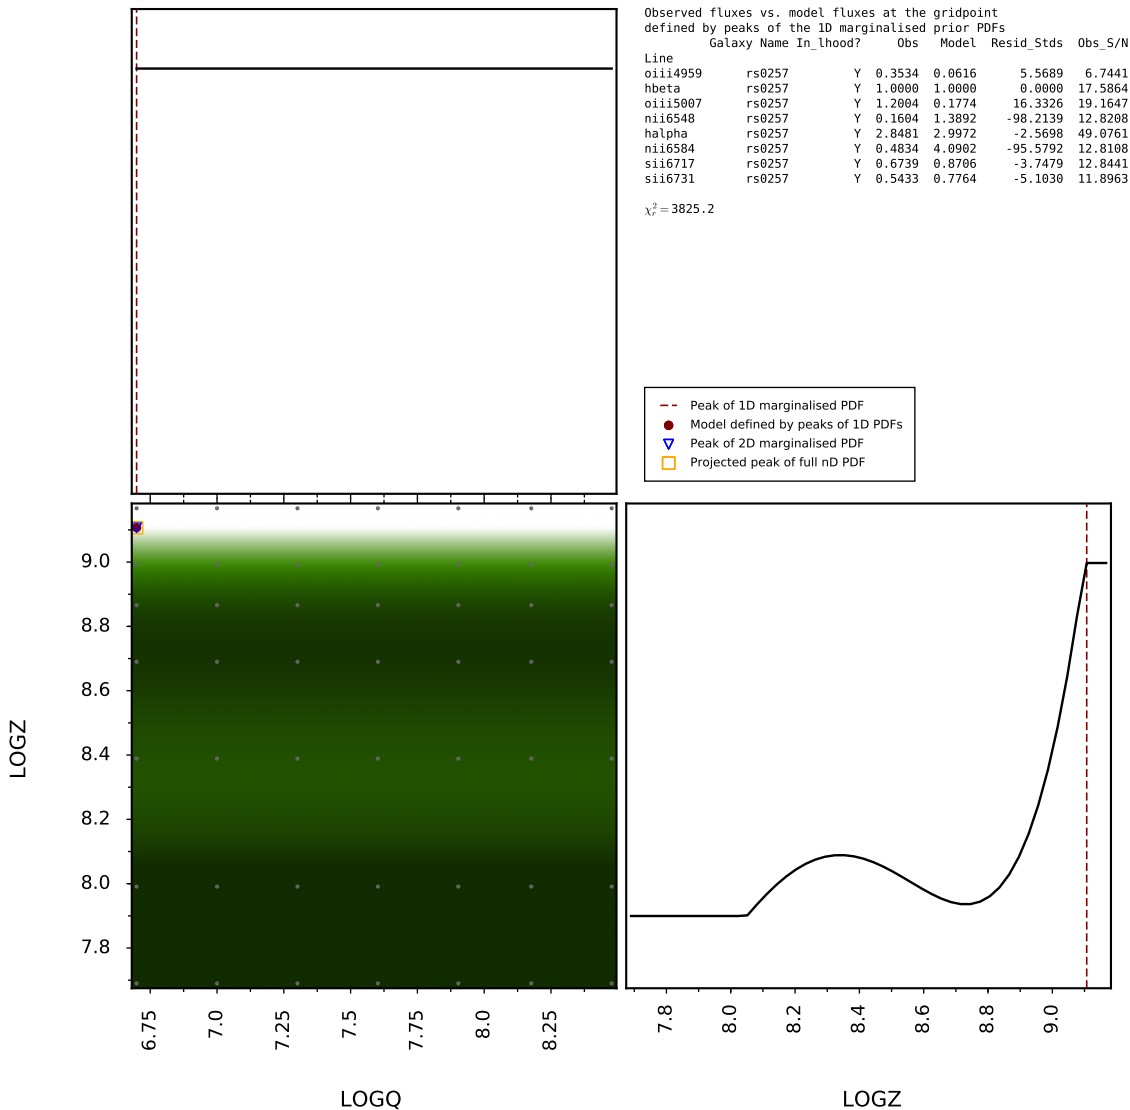 Observed fluxes vs. model fluxes at the gridpoint
defined by peaks of the 1D marginalised prior PDFs
Galaxy Name In_lhood? Obs Model Resid_Stds Obs_S/N
Line
oiii4959 rs0257 Y 0.3534 0.0616 5.5689 6.7441
hbeta rs0257 Y 1.0000 1.0000 0.0000 17.5864
oiii5007 rs0257 Y 1.2004 0.1774 16.3326 19.1647
nii6548 rs0257 Y 0.1604 1.3892 -98.2139 12.8208
halpha rs0257 Y 2.8481 2.9972 -2.5698 49.0761
nii6584 rs0257 Y 0.4834 4.0902 -95.5792 12.8108
sii6717 rs0257 Y 0.6739 0.8706 -3.7479 12.8441
sii6731 rs0257 Y 0.5433 0.7764 -5.1030 11.8963
χ²ᵣ = 3825.2
Peak of 1D marginalised PDF
Model defined by peaks of 1D PDFs
Peak of 2D marginalised PDF
Projected peak of full nD PDF
LOGZ
9.0
8.8
8.6
8.4
8.2
8.0
7.8
6.75 7.0 7.25 7.5 7.75 8.0 8.25
LOGQ
7.8 8.0 8.2 8.4 8.6 8.8 9.0
LOGZ